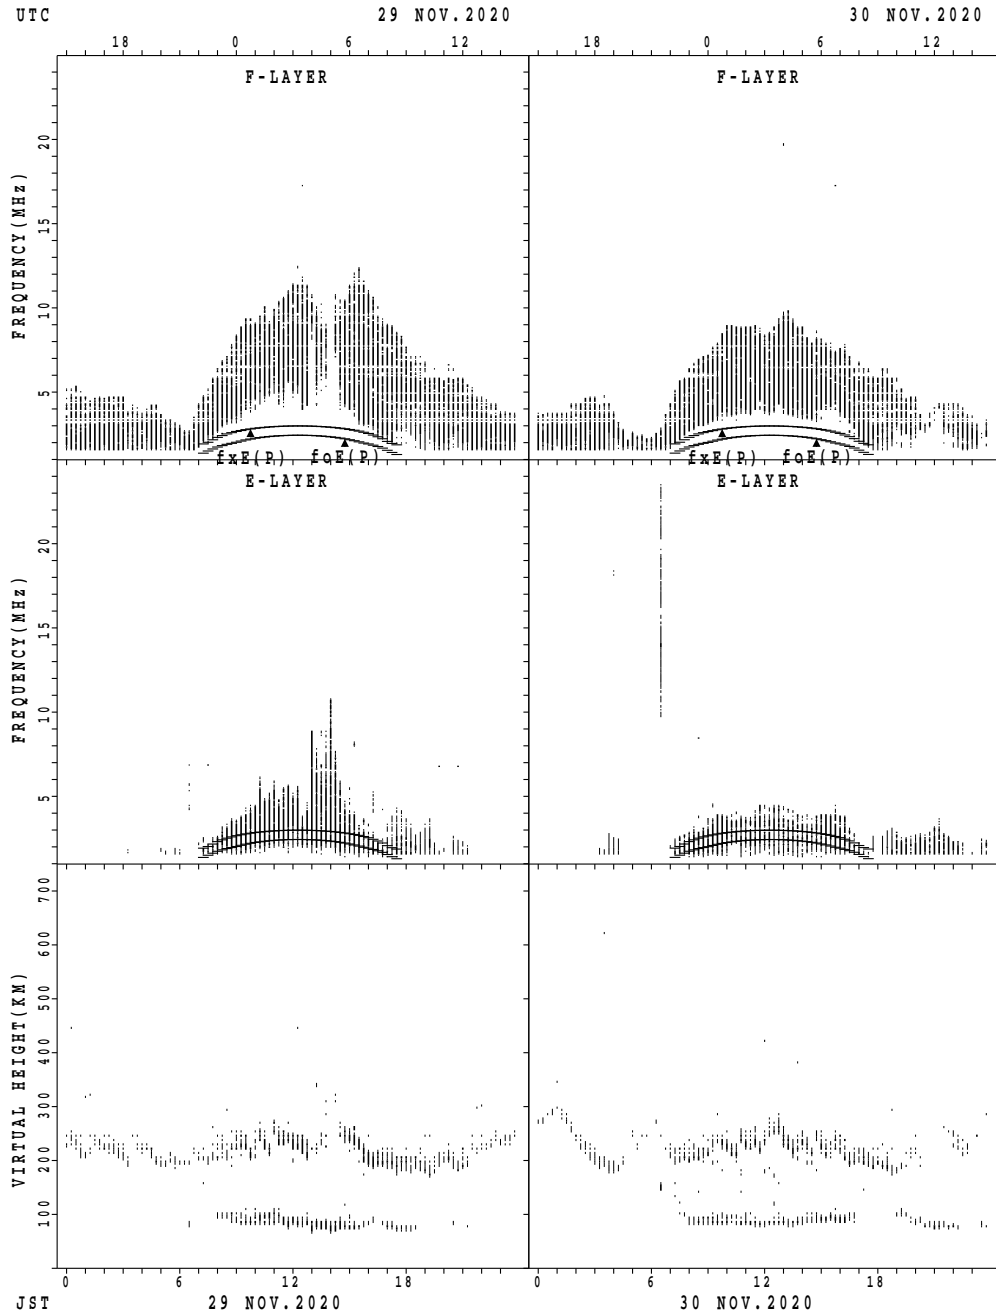 UTC 29 NOV.2020 30 NOV.2020
18 0 6 12 18 0 6 12
F-LAYER F-LAYER
FREQUENCY(MHz)
20
15
10
5
fxE(P) foE(P) fxE(P) foE(P)
E-LAYER E-LAYER
FREQUENCY(MHz)
20
15
10
5
VIRTUAL HEIGHT(KM)
700
600
500
400
300
200
100
0 6 12 18 0 6 12 18
JST 29 NOV.2020 30 NOV.2020